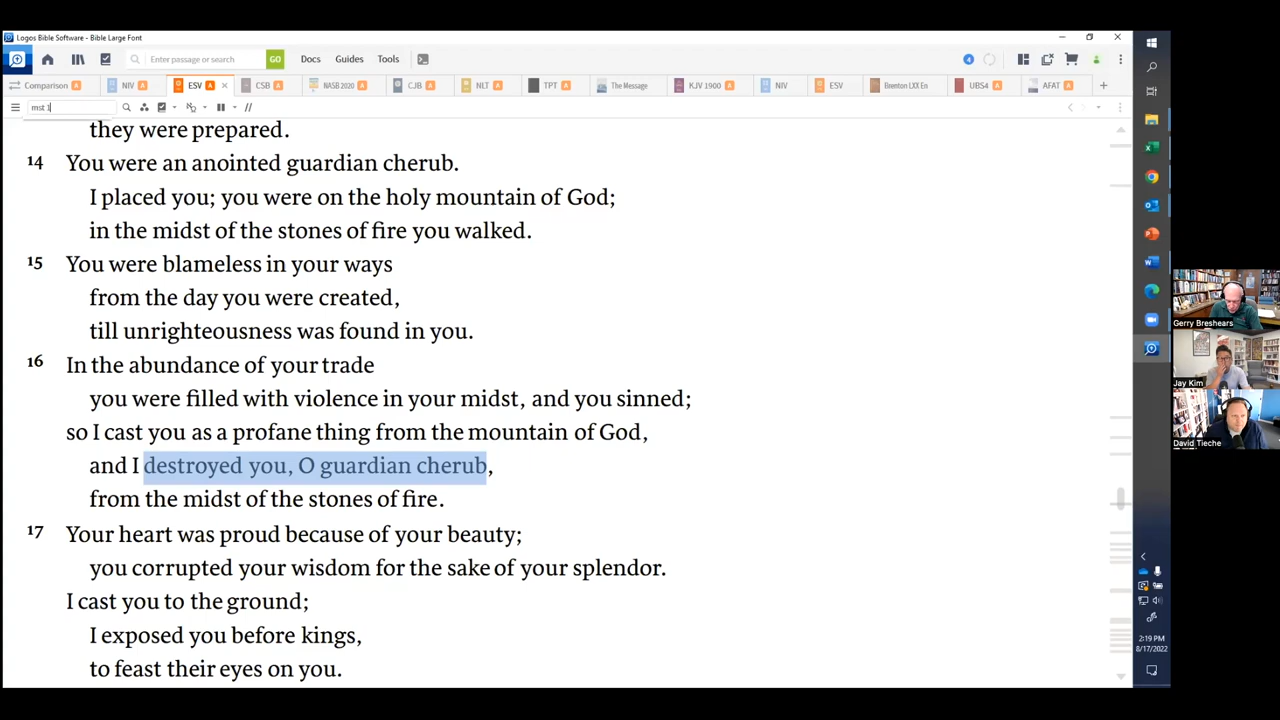 Logos Bible Software - Bible Large Font
Enter passage or search
GO
Docs
Guides
Tools
4
Comparison A
NIV A
ESV A
CSB A
NASB 2020 A
CJB A
NLT A
TPT A
The Message
KJV 1900 A
NIV
ESV
Brenton LXX En
UBS4 A
AFAT A
mst 1
they were prepared.
14 You were an anointed guardian cherub.
I placed you; you were on the holy mountain of God;
in the midst of the stones of fire you walked.
15 You were blameless in your ways
from the day you were created,
till unrighteousness was found in you.
16 In the abundance of your trade
you were filled with violence in your midst, and you sinned;
so I cast you as a profane thing from the mountain of God,
and I destroyed you, O guardian cherub,
from the midst of the stones of fire.
17 Your heart was proud because of your beauty;
you corrupted your wisdom for the sake of your splendor.
I cast you to the ground;
I exposed you before kings,
to feast their eyes on you.
Gerry Breshears
Jay Kim
David Tieche
2:19 PM
8/17/2022